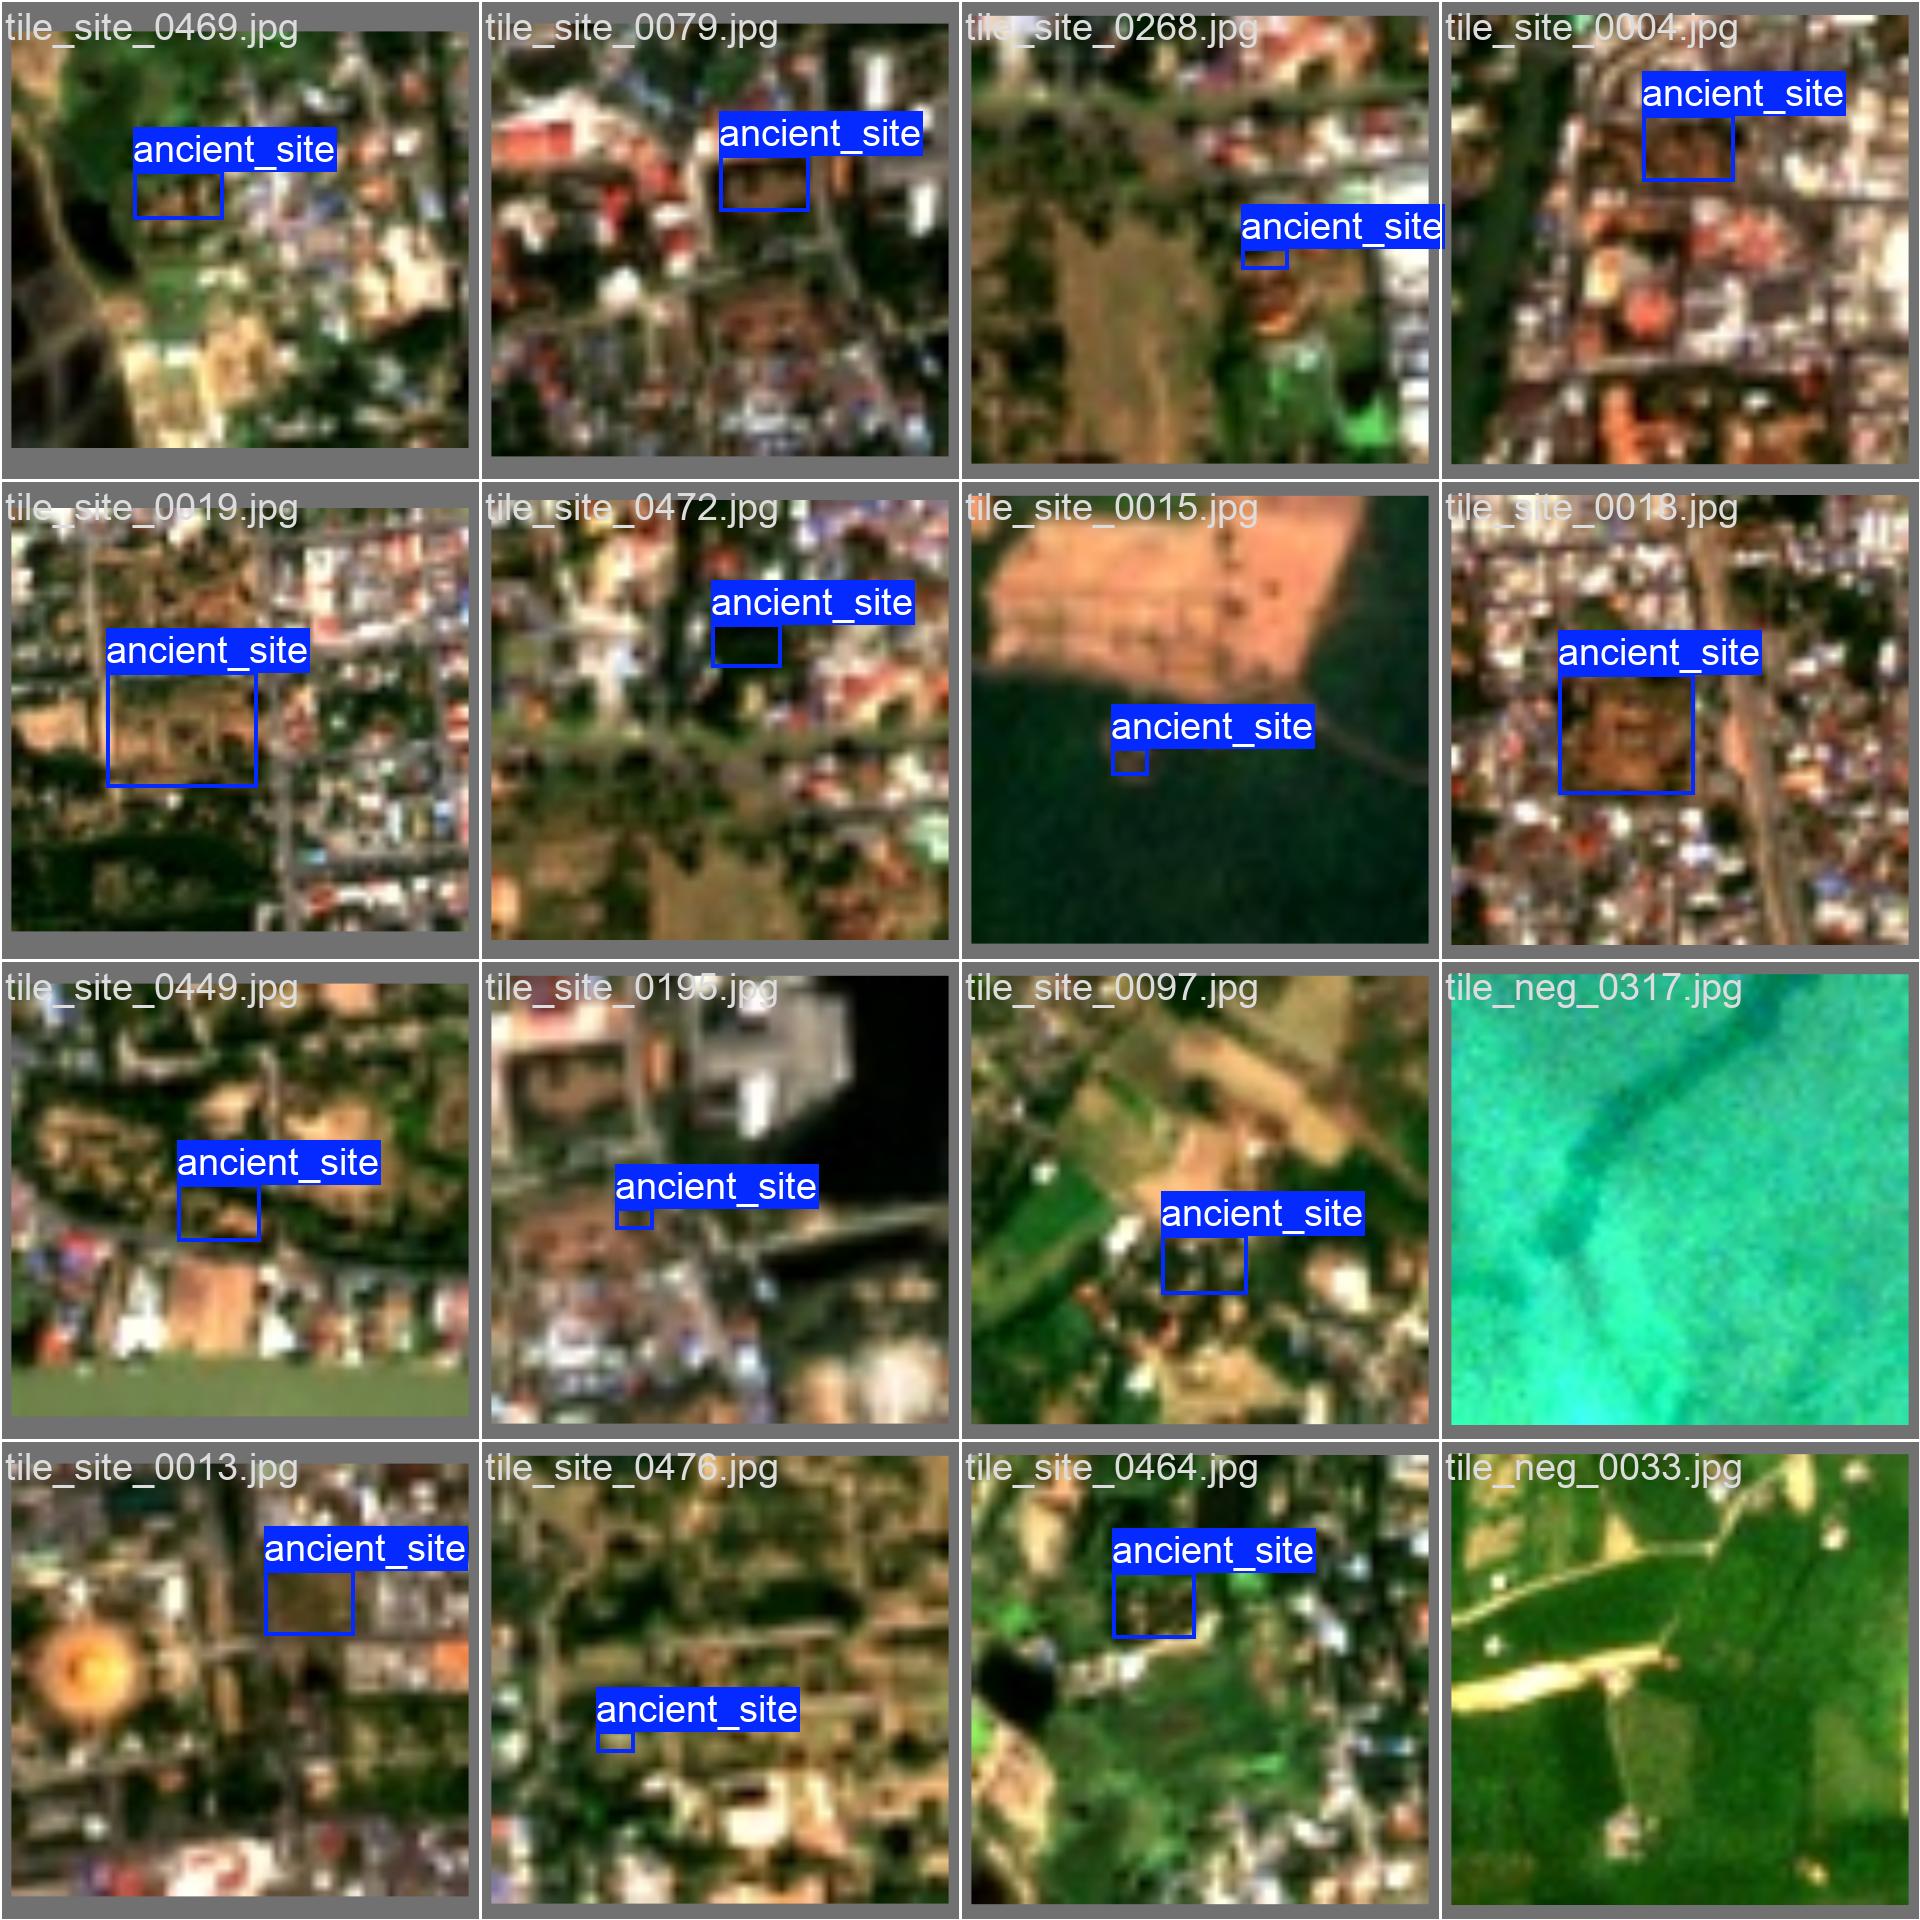 tile_site_0469.jpg
ancient_site
tile_site_0079.jpg
ancient_site
tile_site_0268.jpg
ancient_site
tile_site_0004.jpg
ancient_site
tile_site_0019.jpg
ancient_site
tile_site_0472.jpg
ancient_site
tile_site_0015.jpg
ancient_site
tile_site_0018.jpg
ancient_site
tile_site_0449.jpg
ancient_site
tile_site_0195.jpg
ancient_site
tile_site_0097.jpg
ancient_site
tile_neg_0317.jpg
tile_site_0013.jpg
ancient_site
tile_site_0476.jpg
ancient_site
tile_site_0464.jpg
ancient_site
tile_neg_0033.jpg